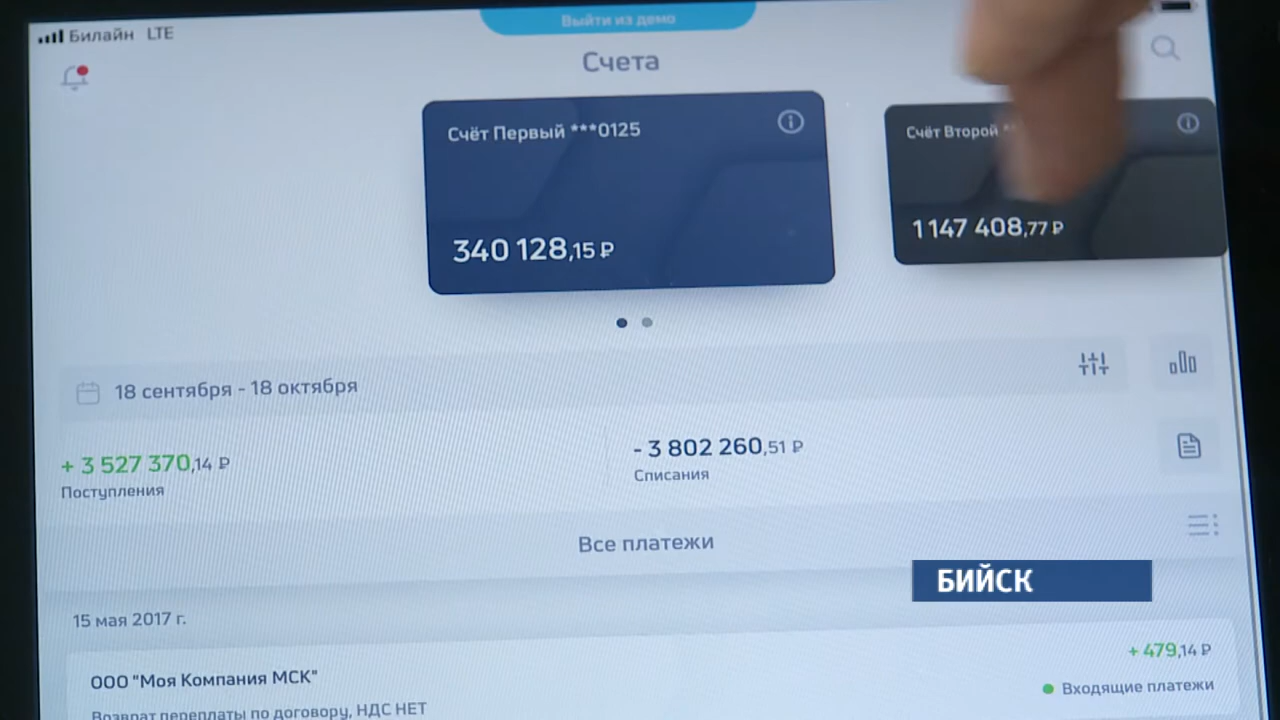 Билайн LTE
Выйти из демо
Счета
Счёт Первый ***0125
340 128,15 ₽
Счёт Второй
1 147 408,77 ₽
18 сентября - 18 октября
+ 3 527 370,14 ₽
Поступления
- 3 802 260,51 ₽
Списания
Все платежи
БИЙСК
15 мая 2017 г.
ООО "Моя Компания МСК"
+ 479,14 ₽
Входящие платежи
Возврат переплаты по договору, НДС НЕТ